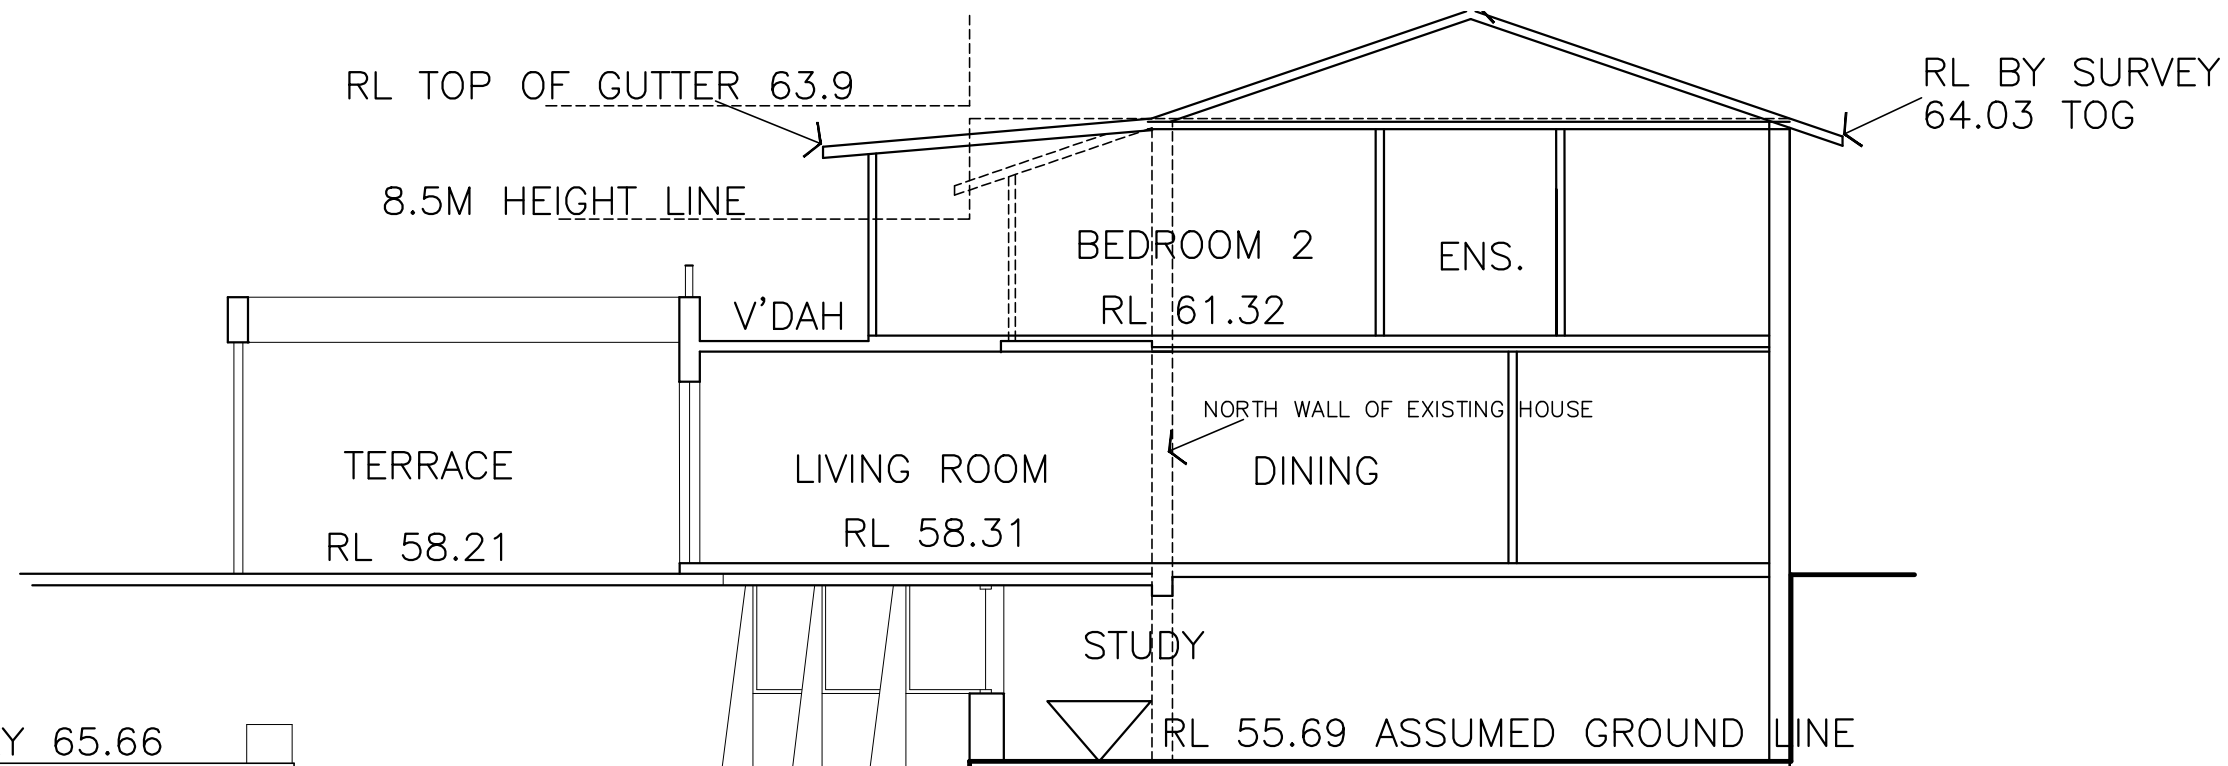 RL TOP OF GUTTER 63.9
RL BY SURVEY
64.03 TOG
8.5M HEIGHT LINE
BEDROOM 2
ENS.
RL 61.32
V'DAH
NORTH WALL OF EXISTING HOUSE
TERRACE
LIVING ROOM
DINING
RL 58.21
RL 58.31
STUDY
RL 55.69 ASSUMED GROUND LINE
Y 65.66